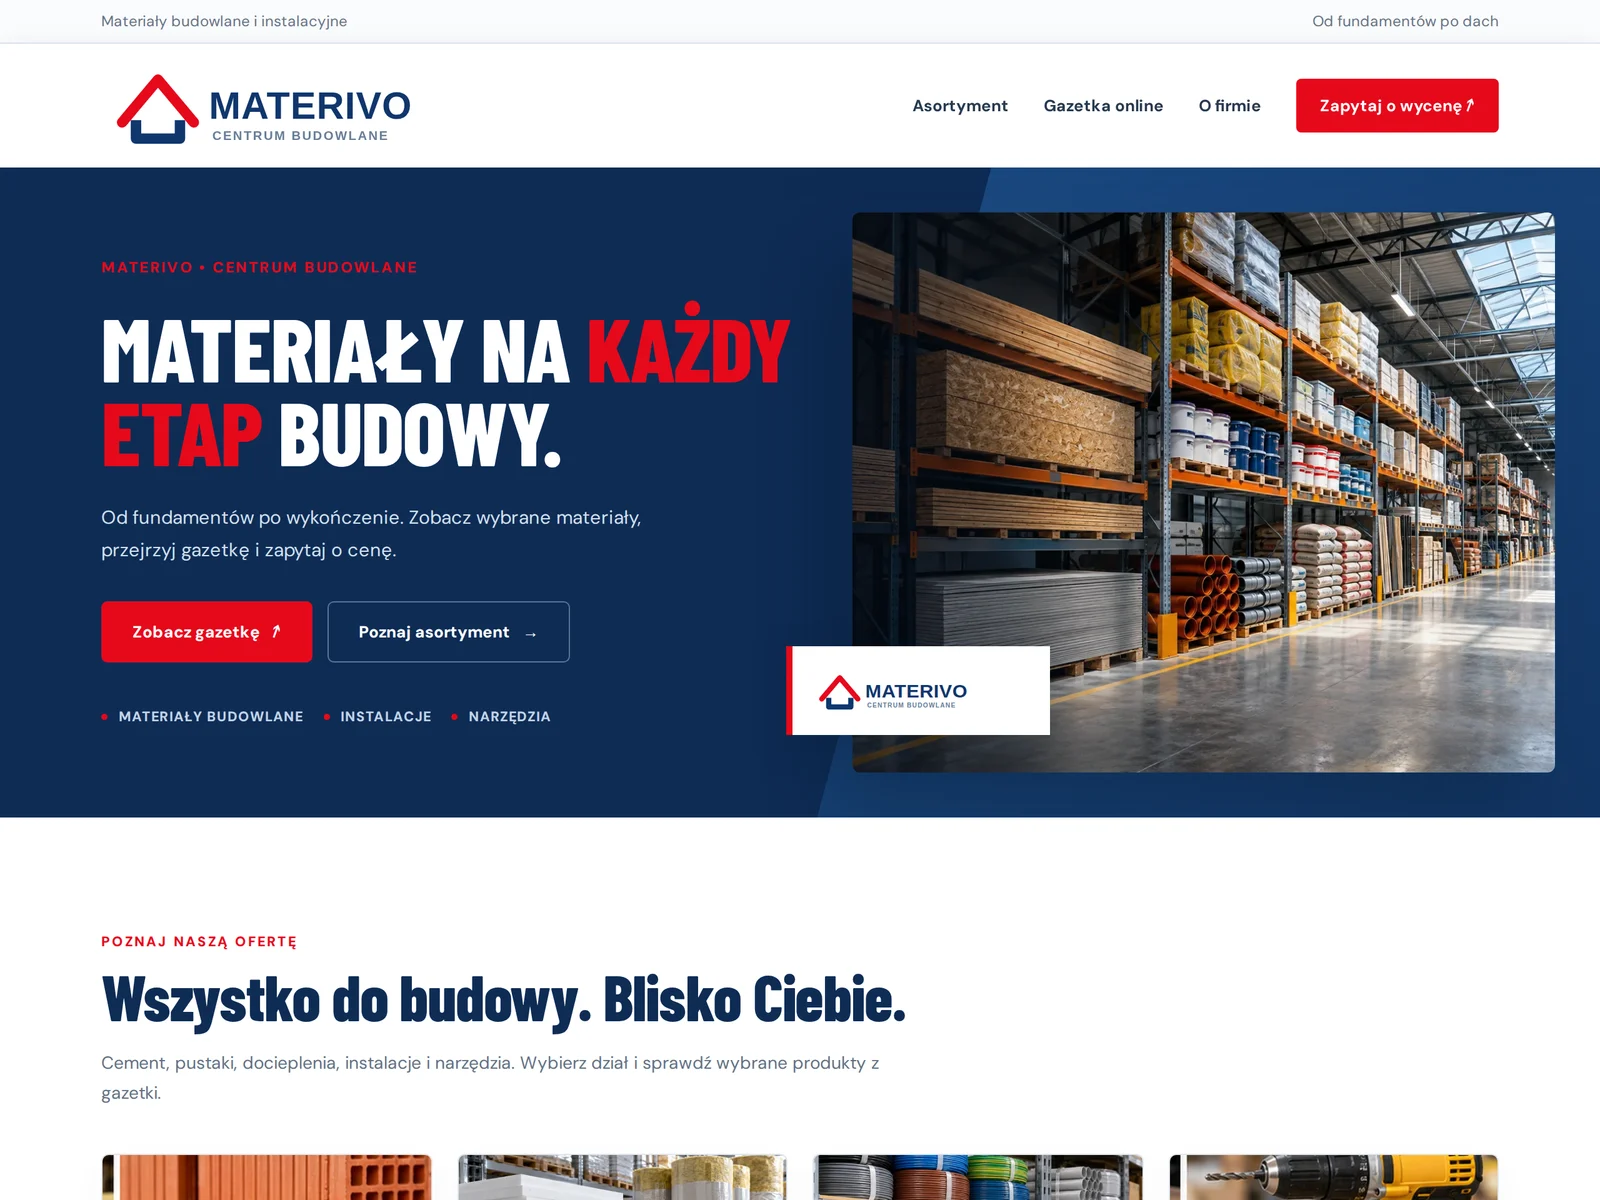 Materiały budowlane i instalacyjne
Od fundamentów po dach
MATERIVO
CENTRUM BUDOWLANE
Asortyment
Gazetka online
O firmie
Zapytaj o wycenę ↗
MATERIVO • CENTRUM BUDOWLANE
MATERIAŁY NA KAŻDY
ETAP BUDOWY.
Od fundamentów po wykończenie. Zobacz wybrane materiały,
przejrzyj gazetkę i zapytaj o cenę.
Zobacz gazetkę ↗
Poznaj asortyment →
MATERIAŁY BUDOWLANE
INSTALACJE
NARZĘDZIA
MATERIVO
CENTRUM BUDOWLANE
POZNAJ NASZĄ OFERTĘ
Wszystko do budowy. Blisko Ciebie.
Cement, pustaki, docieplenia, instalacje i narzędzia. Wybierz dział i sprawdź wybrane produkty z
gazetki.